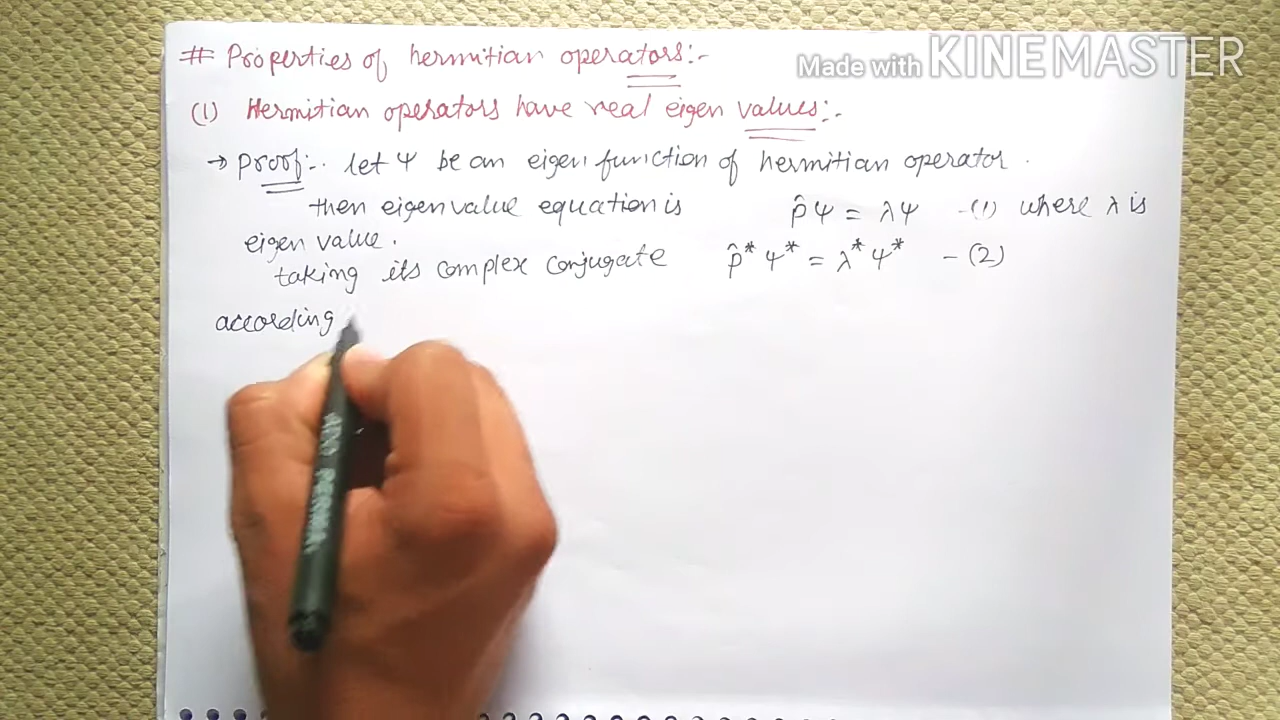 # Properties of hermitian operators:-
Made with KINEMASTER
(1) Hermitian operators have real eigen values:-
→ Proof:- let ψ be an eigen function of hermitian operator.
then eigen value equation is p̂ψ = λψ -(1) where λ is
eigen value.
taking its complex conjugate p̂*ψ* = λ*ψ* -(2)
according